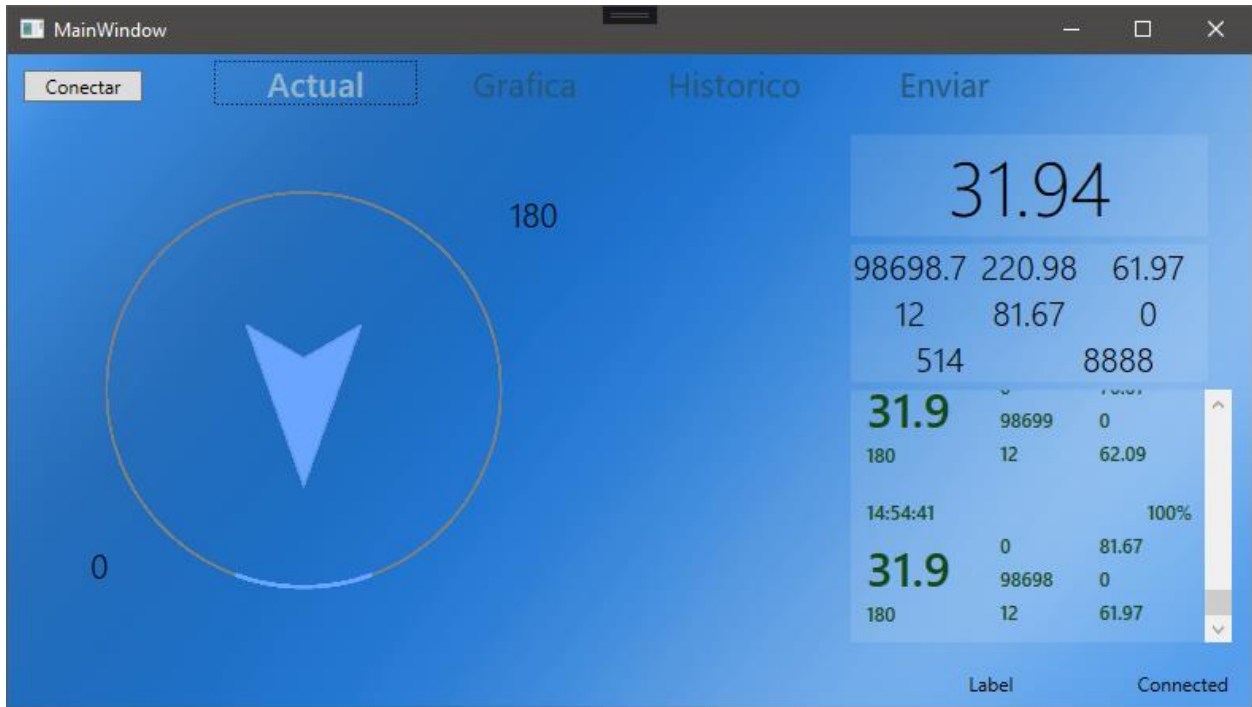 MainWindow
Conectar Actual Grafica Historico Enviar
31.94
180
98698.7 220.98 61.97
12 81.67 0
514 8888
31.9 98699 0
180 12 62.09
14:54:41 100%
0 81.67
31.9 98698 0
180 12 61.97
0
Label Connected